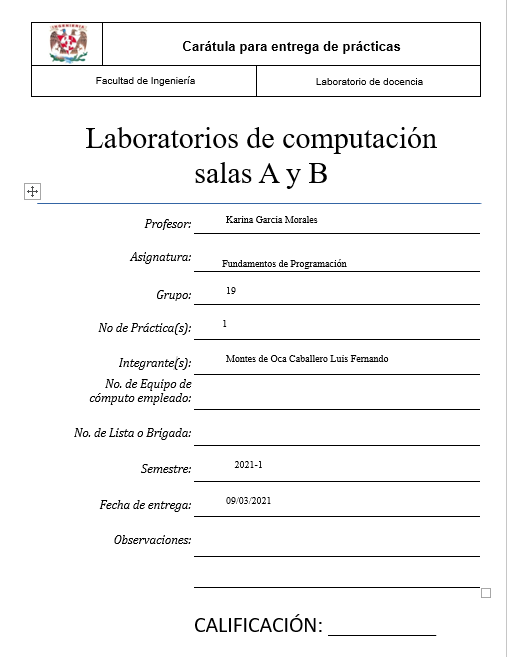 Carátula para entrega de prácticas
Facultad de Ingeniería
Laboratorio de docencia
Laboratorios de computación
salas A y B
Profesor: Karina Garcia Morales
Asignatura: Fundamentos de Programación
Grupo: 19
No de Práctica(s): 1
Integrante(s): Montes de Oca Caballero Luis Fernando
No. de Equipo de
cómputo empleado:
No. de Lista o Brigada:
Semestre: 2021-1
Fecha de entrega: 09/03/2021
Observaciones:
CALIFICACIÓN: __________